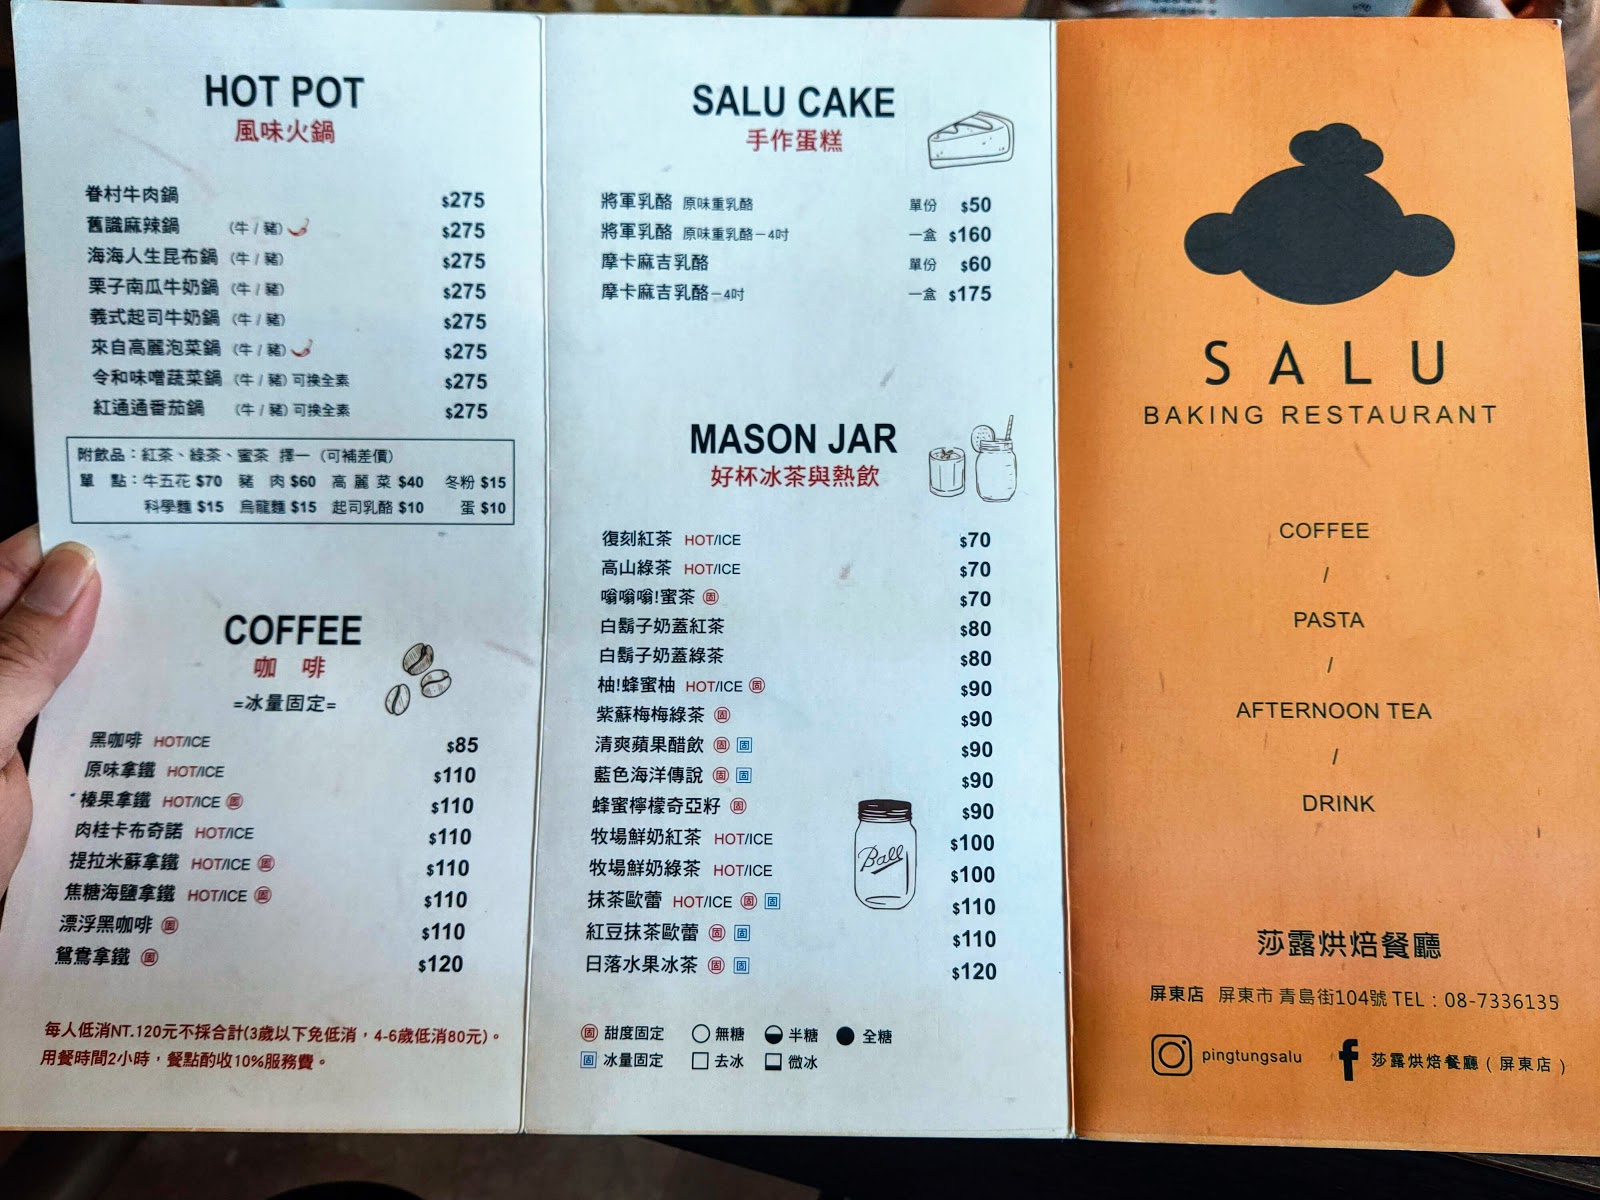 HOT POT
風味火鍋
眷村牛肉鍋 $275
舊識麻辣鍋 (牛 / 豬) $275
海海人生昆布鍋 (牛 / 豬) $275
栗子南瓜牛奶鍋 (牛 / 豬) $275
義式起司牛奶鍋 (牛 / 豬) $275
來自高麗泡菜鍋 (牛 / 豬) $275
令和味噌蔬菜鍋 (牛 / 豬) 可換全素 $275
紅通通番茄鍋 (牛 / 豬) 可換全素 $275
附飲品：紅茶、綠茶、蜜茶 擇一 (可補差價)
單 點：牛五花 $70 豬 肉 $60 高 麗 菜 $40 冬粉 $15
科學麵 $15 烏龍麵 $15 起司乳酪 $10 蛋 $10
COFFEE
咖 啡
=冰量固定=
黑咖啡 HOT/ICE $85
原味拿鐵 HOT/ICE $110
榛果拿鐵 HOT/ICE 固 $110
肉桂卡布奇諾 HOT/ICE $110
提拉米蘇拿鐵 HOT/ICE 固 $110
焦糖海鹽拿鐵 HOT/ICE 固 $110
漂浮黑咖啡 固 $110
鴛鴦拿鐵 固 $120
每人低消NT.120元不採合計(3歲以下免低消，4-6歲低消80元)。
用餐時間2小時，餐點酌收10%服務費。
SALU CAKE
手作蛋糕
將軍乳酪 原味重乳酪 單份 $50
將軍乳酪 原味重乳酪－4吋 一盒 $160
摩卡麻吉乳酪 單份 $60
摩卡麻吉乳酪－4吋 一盒 $175
MASON JAR
好杯冰茶與熱飲
復刻紅茶 HOT/ICE $70
高山綠茶 HOT/ICE $70
嗡嗡嗡!蜜茶 固 $70
白鬍子奶蓋紅茶 $80
白鬍子奶蓋綠茶 $80
柚!蜂蜜柚 HOT/ICE 固 $90
紫蘇梅梅綠茶 固 $90
清爽蘋果醋飲 固 固 $90
藍色海洋傳說 固 固 $90
蜂蜜檸檬奇亞籽 固 $90
牧場鮮奶紅茶 HOT/ICE $100
牧場鮮奶綠茶 HOT/ICE $100
抹茶歐蕾 HOT/ICE 固 固 $110
紅豆抹茶歐蕾 固 固 $110
日落水果冰茶 固 固 $120
Ball
固 甜度固定 無糖 半糖 全糖
固 冰量固定 去冰 微冰
SALU
BAKING RESTAURANT
COFFEE
/
PASTA
/
AFTERNOON TEA
/
DRINK
莎露烘焙餐廳
屏東店 屏東市 青島街104號 TEL：08-7336135
pingtungsalu f 莎露烘焙餐廳 ( 屏東店 )